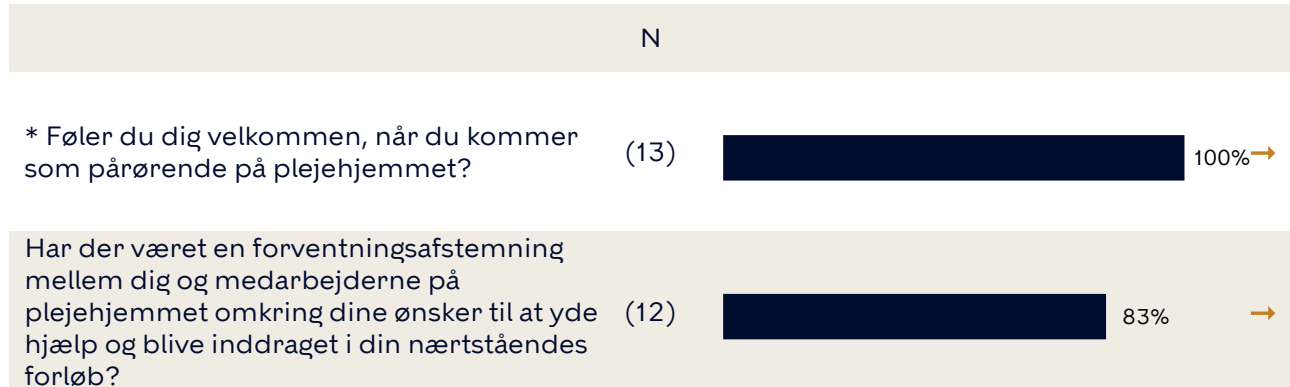 N
* Føler du dig velkommen, når du kommer
som pårørende på plejehjemmet?
(13)
100%→
Har der været en forventningsafstemning
mellem dig og medarbejderne på
plejehjemmet omkring dine ønsker til at yde
hjælp og blive inddraget i din nærtståendes
forløb?
(12)
83% →